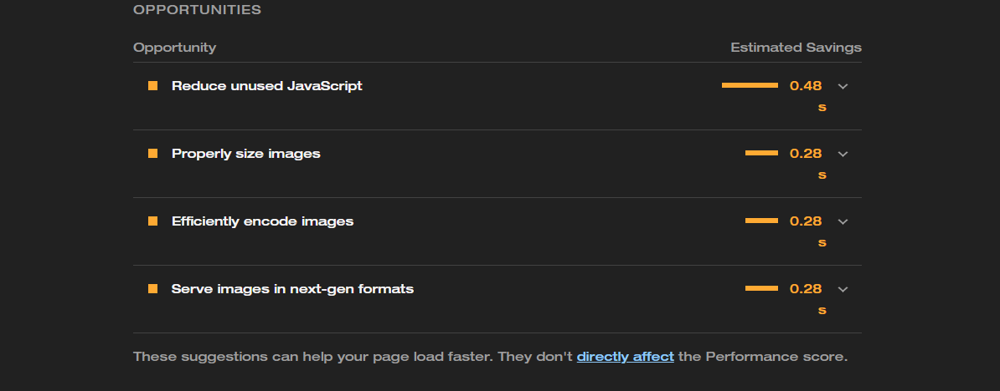 OPPORTUNITIES
Opportunity Estimated Savings
Reduce unused JavaScript 0.48
s
Properly size images 0.28
s
Efficiently encode images 0.28
s
Serve images in next-gen formats 0.28
s
These suggestions can help your page load faster. They don't directly affect the Performance score.